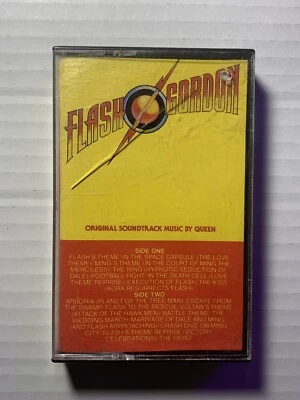 FLASH GORDON
ORIGINAL SOUNDTRACK MUSIC BY QUEEN
SIDE ONE
FLASH'S THEME/IN THE SPACE CAPSULE (THE LOVE
THEME)/MING'S THEME (IN THE COURT OF MING THE
MERCILESS)/THE RING (HYPNOTIC SEDUCTION OF
DALE)/FOOTBALL FIGHT/IN THE DEATH CELL (LOVE
THEME REPRISE)/EXECUTION OF FLASH/THE KISS
(AURA RESURRECTS FLASH)
SIDE TWO
ARBORIA (PLANET OF THE TREE MAN)/ESCAPE FROM
THE SWAMP/FLASH TO THE RESCUE/VULTAN'S THEME
(ATTACK OF THE HAWK MEN)/BATTLE THEME/THE
WEDDING MARCH/MARRIAGE OF DALE AND MING
(AND FLASH APPROACHING)/CRASH DIVE ON MING
CITY/FLASH'S THEME REPRISE (VICTORY
CELEBRATIONS)/THE HERO